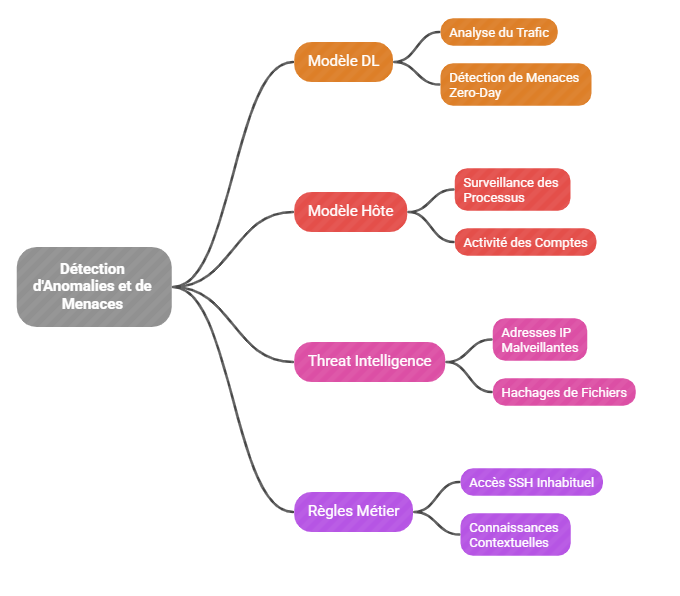 Détection
d'Anomalies et de
Menaces
Modèle DL
Analyse du Trafic
Détection de Menaces
Zero-Day
Modèle Hôte
Surveillance des
Processus
Activité des Comptes
Threat Intelligence
Adresses IP
Malveillantes
Hachages de Fichiers
Règles Métier
Accès SSH Inhabituel
Connaissances
Contextuelles